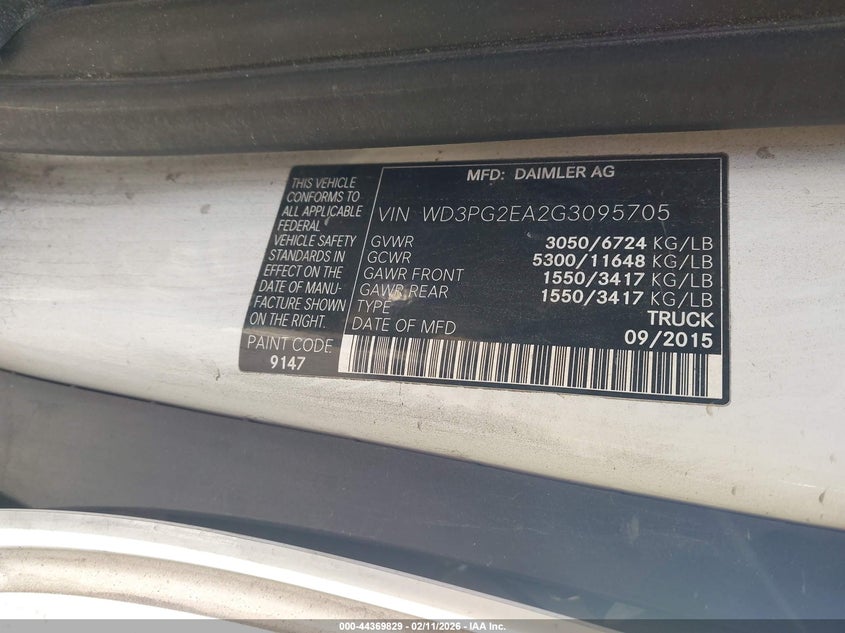 THIS VEHICLE
CONFORMS TO
ALL APPLICABLE
FEDERAL
VEHICLE SAFETY
STANDARDS IN
EFFECT ON THE
DATE OF MANU-
FACTURE SHOWN
ON THE RIGHT.
PAINT CODE
9147
MFD: DAIMLER AG
VIN WD3PG2EA2G3095705
GVWR 3050/6724 KG/LB
GCWR 5300/11648 KG/LB
GAWR FRONT 1550/3417 KG/LB
GAWR REAR 1550/3417 KG/LB
TYPE TRUCK
DATE OF MFD 09/2015
000-44369829 - 02/11/2026 - IAA, Inc. - Copart